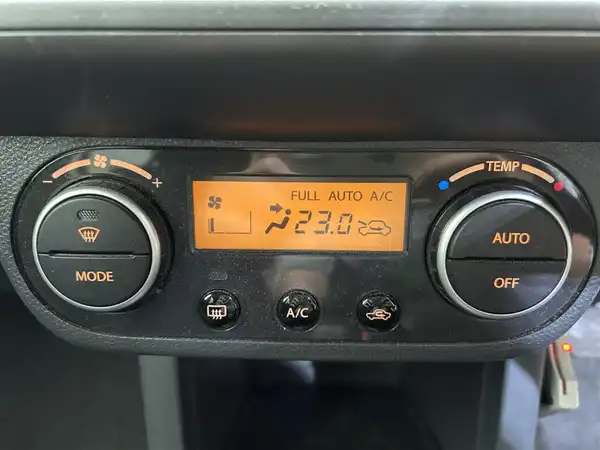 TEMP
- +
FULL AUTO A/C
23.0
MODE
AUTO
OFF
A/C